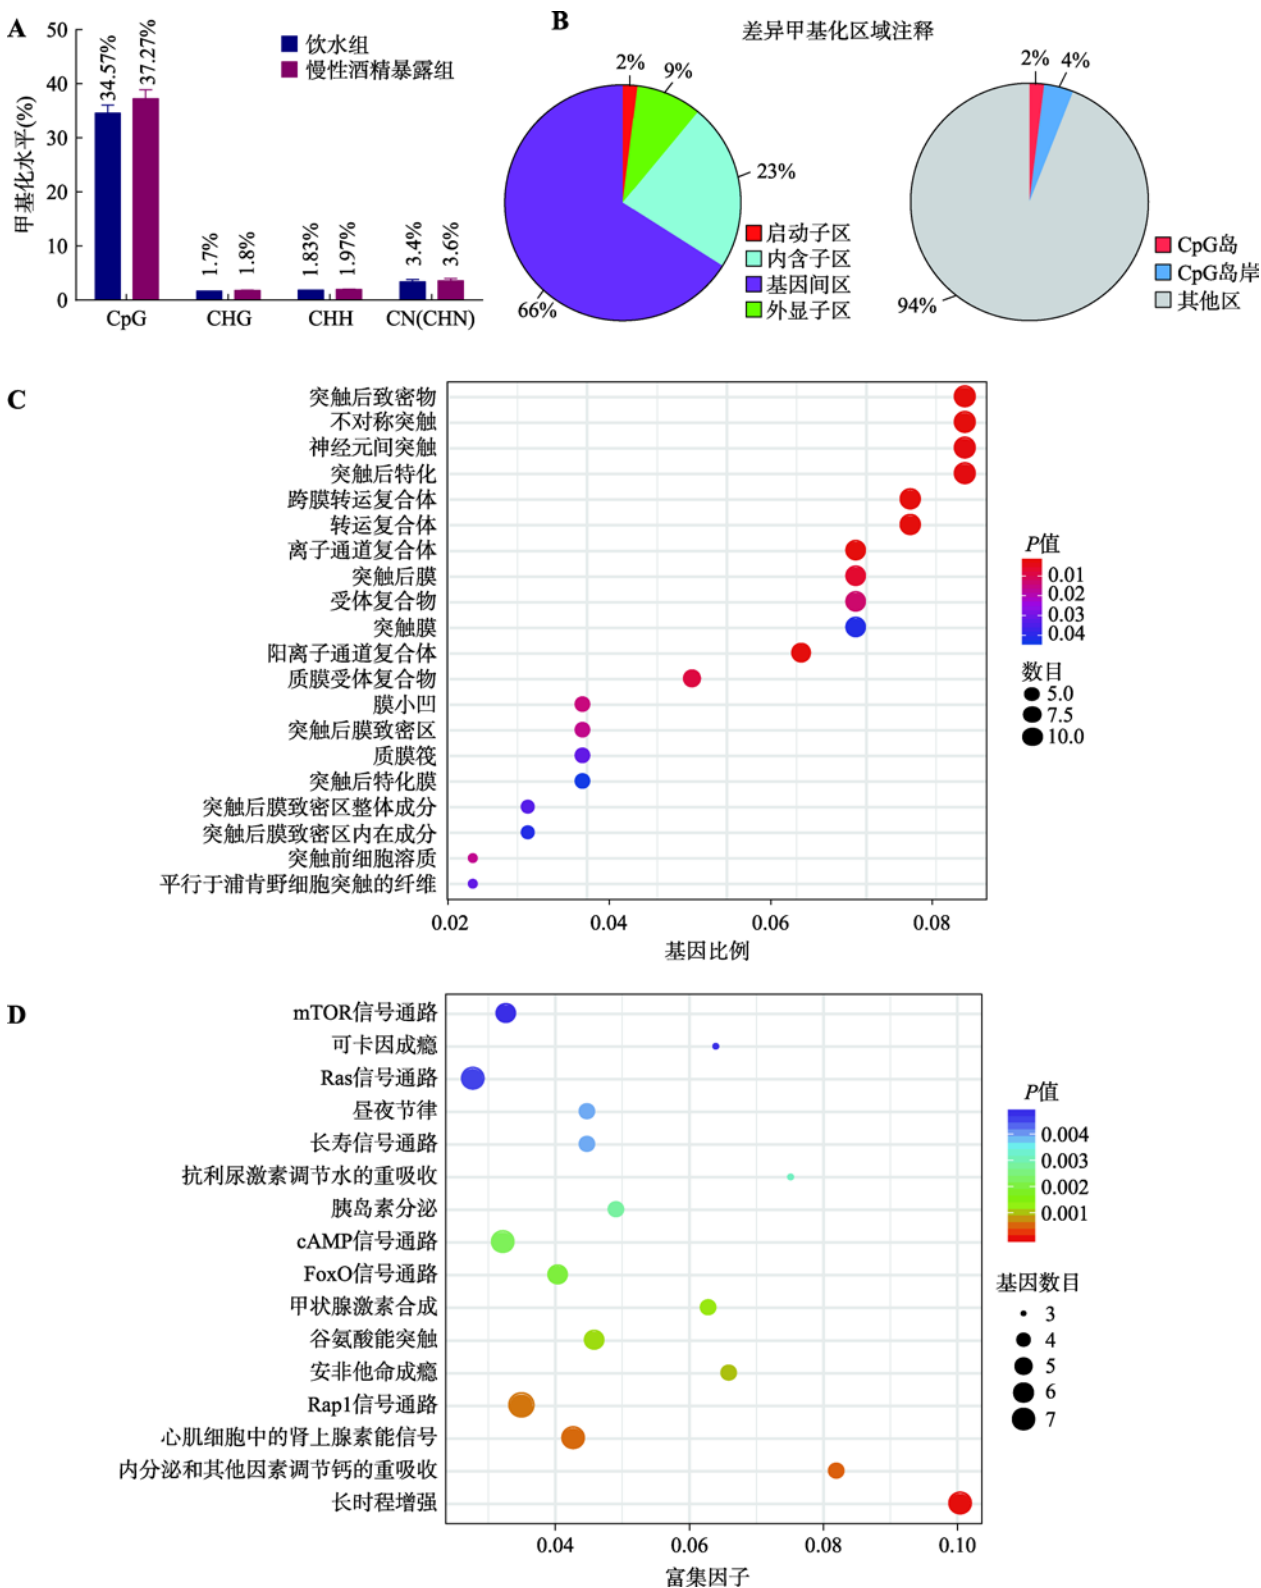 A
50
40
30
20
10
0
甲基化水平(%)
34.57%
37.27%
1.7%
1.8%
1.83%
1.97%
3.4%
3.6%
饮水组
慢性酒精暴露组
CpG
CHG
CHH
CN(CHN)
B
差异甲基化区域注释
2%
9%
23%
66%
启动子区
内含子区
基因间区
外显子区
2%
4%
94%
CpG岛
CpG岛岸
其他区
C
突触后致密物
不对称突触
神经元间突触
突触后特化
跨膜转运复合体
转运复合体
离子通道复合体
突触后膜
受体复合物
突触膜
阳离子通道复合体
质膜受体复合物
膜小凹
突触后膜致密区
质膜筏
突触后特化膜
突触后膜致密区整体成分
突触后膜致密区内在成分
突触前细胞溶质
平行于浦肯野细胞突触的纤维
0.02
0.04
0.06
0.08
基因比例
P值
0.01
0.02
0.03
0.04
数目
5.0
7.5
10.0
D
mTOR信号通路
可卡因成瘾
Ras信号通路
昼夜节律
长寿信号通路
抗利尿激素调节水的重吸收
胰岛素分泌
cAMP信号通路
FoxO信号通路
甲状腺激素合成
谷氨酸能突触
安非他命成瘾
Rap1信号通路
心肌细胞中的肾上腺素能信号
内分泌和其他因素调节钙的重吸收
长时程增强
0.04
0.06
0.08
0.10
富集因子
P值
0.004
0.003
0.002
0.001
基因数目
3
4
5
6
7